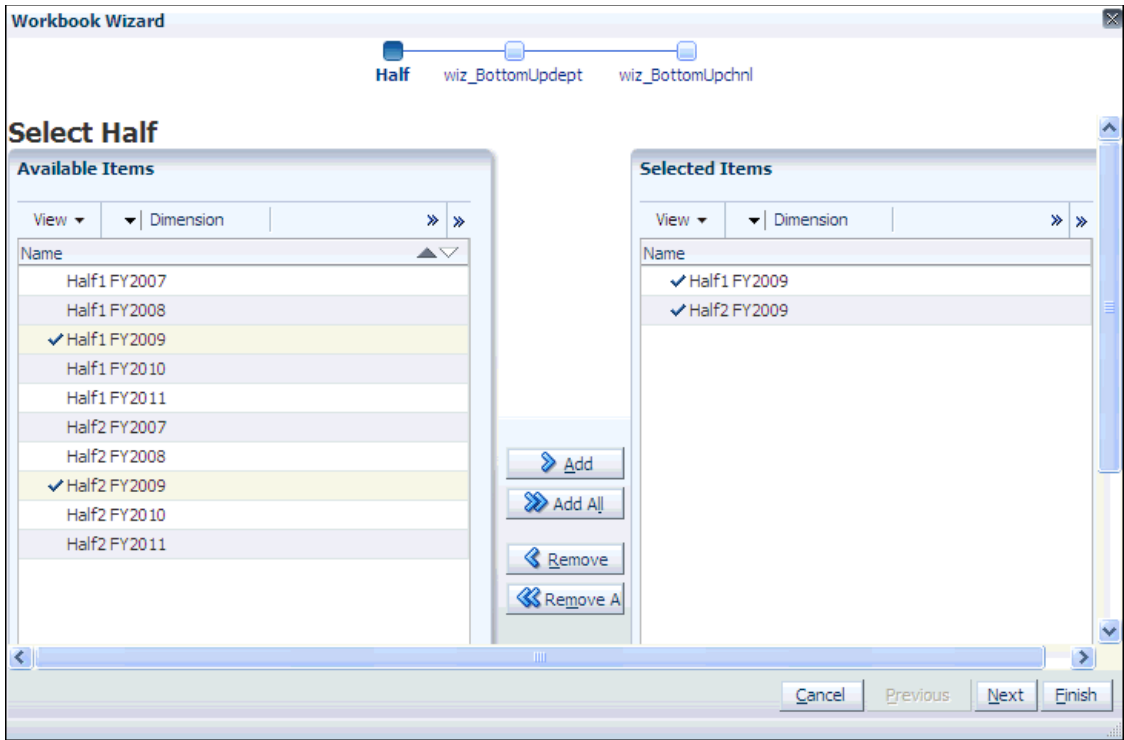 Workbook Wizard
Half wiz_BottomUpdept wiz_BottomUpchnl
Select Half
Available Items
View Dimension
Name
Half1 FY2007
Half1 FY2008
Half1 FY2009
Half1 FY2010
Half1 FY2011
Half2 FY2007
Half2 FY2008
Half2 FY2009
Half2 FY2010
Half2 FY2011
Add
Add All
Remove
Remove A
Selected Items
View Dimension
Name
Half1 FY2009
Half2 FY2009
Cancel Previous Next Finish